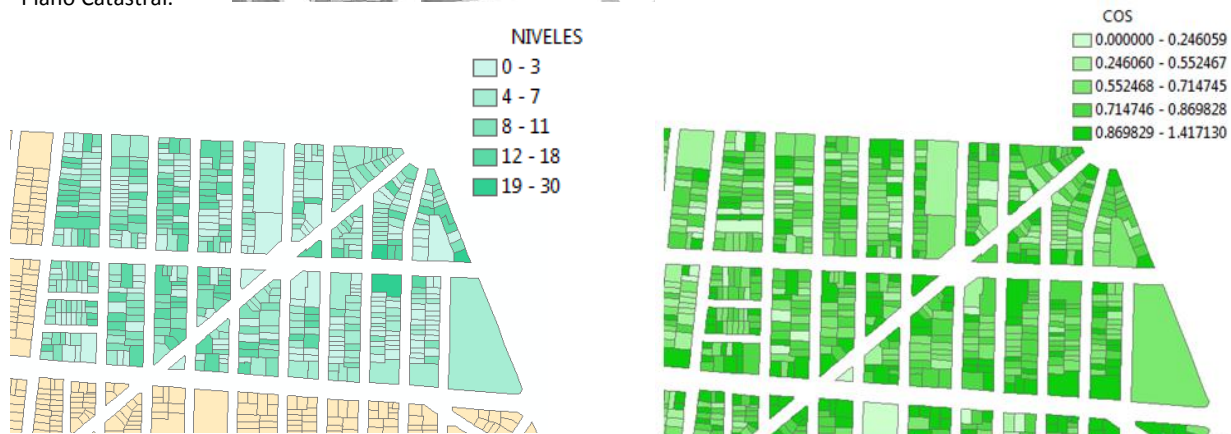 Plano Catastral.
NIVELES
0 - 3
4 - 7
8 - 11
12 - 18
19 - 30
COS
0.000000 - 0.246059
0.246060 - 0.552467
0.552468 - 0.714745
0.714746 - 0.869828
0.869829 - 1.417130